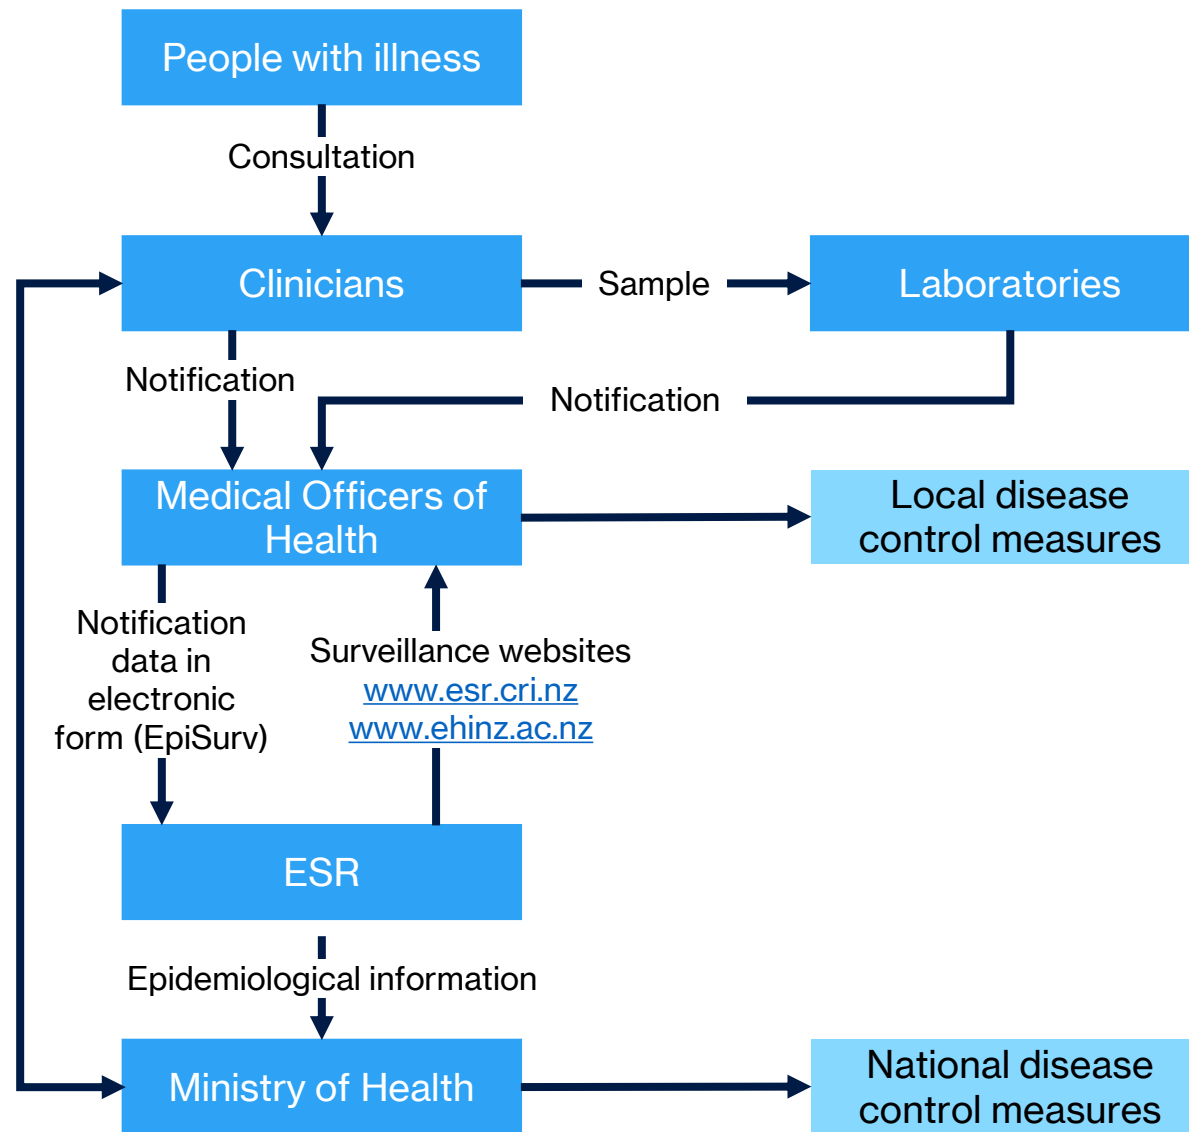 People with illness
Consultation
Clinicians
Sample
Laboratories
Notification
Notification
Medical Officers of
Health
Local disease
control measures
Notification
data in
electronic
form (EpiSurv)
Surveillance websites
www.esr.cri.nz
www.ehinz.ac.nz
ESR
Epidemiological information
Ministry of Health
National disease
control measures